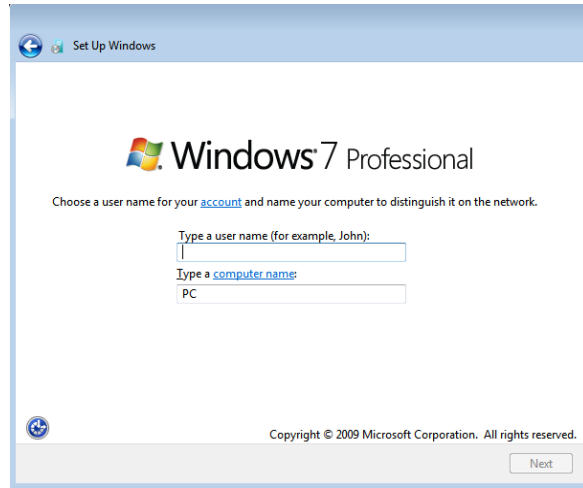 Set Up Windows
Windows 7 Professional
Choose a user name for your account and name your computer to distinguish it on the network.
Type a user name (for example, John):
Type a computer name:
PC
Copyright © 2009 Microsoft Corporation. All rights reserved.
Next